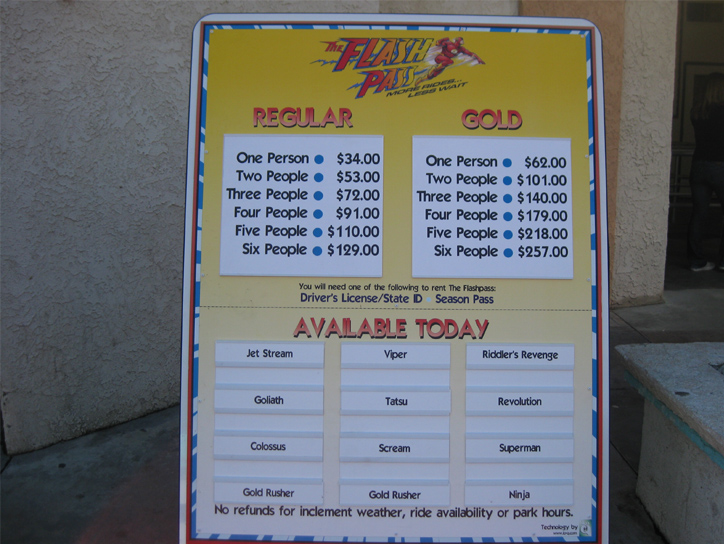 The FLASH PASS
MORE RIDES...
LESS WAIT
REGULAR
One Person $34.00
Two People $53.00
Three People $72.00
Four People $91.00
Five People $110.00
Six People $129.00
GOLD
One Person $62.00
Two People $101.00
Three People $140.00
Four People $179.00
Five People $218.00
Six People $257.00
You will need one of the following to rent The Flashpass:
Driver's License/State ID Season Pass
AVAILABLE TODAY
Jet Stream Viper Riddler's Revenge
Goliath Tatsu Revolution
Colossus Scream Superman
Gold Rusher Gold Rusher Ninja
No refunds for inclement weather, ride availability or park hours.
Technology by